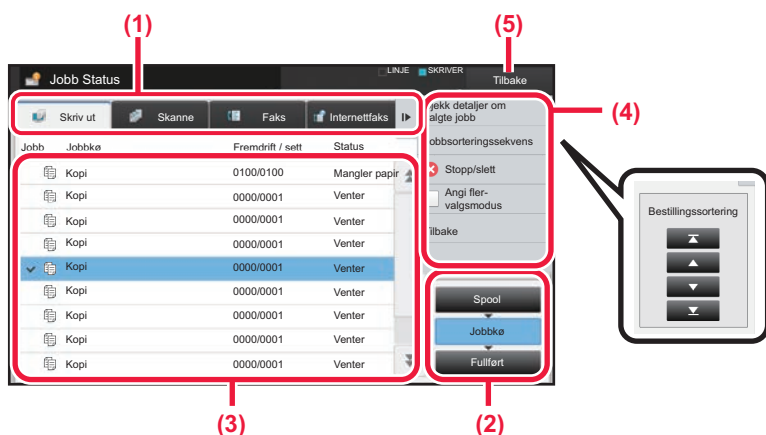 (1)
(5)
Jobb Status
LINJE
SKRIVER
Tilbake
Skriv ut
Skanne
Faks
Internettfaks
jekk detaljer om
algte jobb
(4)
Jobb
Jobbkø
Fremdrift / sett
Status
obbsorteringssekvens
Kopi 0100/0100 Mangler papir
Stopp/slett
Kopi 0000/0001 Venter
Angi fler-
valgsmodus
Kopi 0000/0001 Venter
ilbake
Kopi 0000/0001 Venter
Kopi 0000/0001 Venter
Kopi 0000/0001 Venter
Kopi 0000/0001 Venter
Kopi 0000/0001 Venter
Kopi 0000/0001 Venter
Bestillingssortering
Spool
Jobbkø
Fullført
(3)
(2)